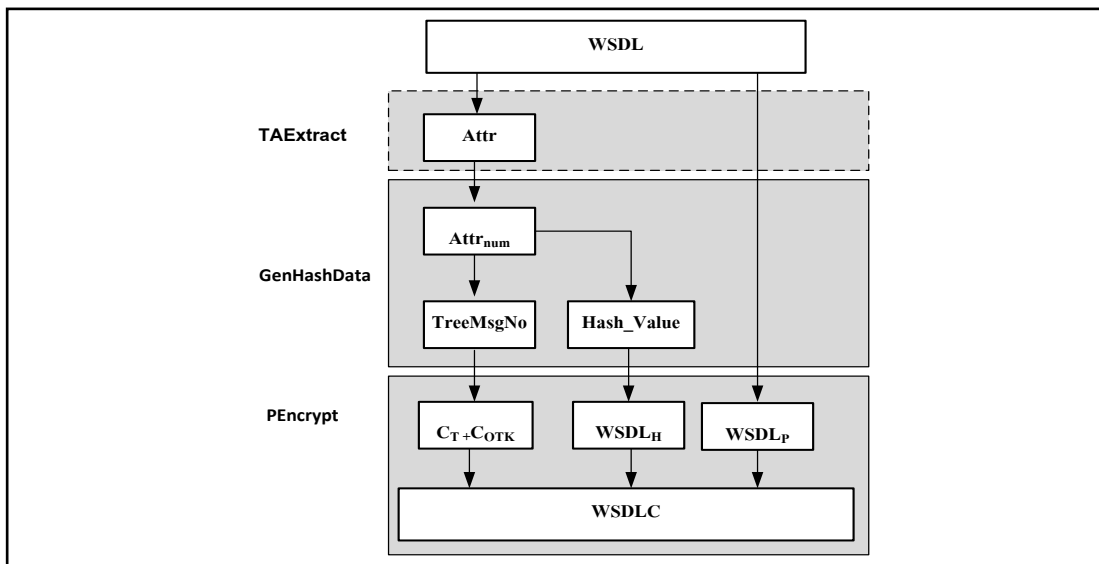 WSDL
TAExtract
Attr
Attrnum
GenHashData
TreeMsgNo
Hash_Value
PEncrypt
CT +COTK
WSDLH
WSDLP
WSDLC